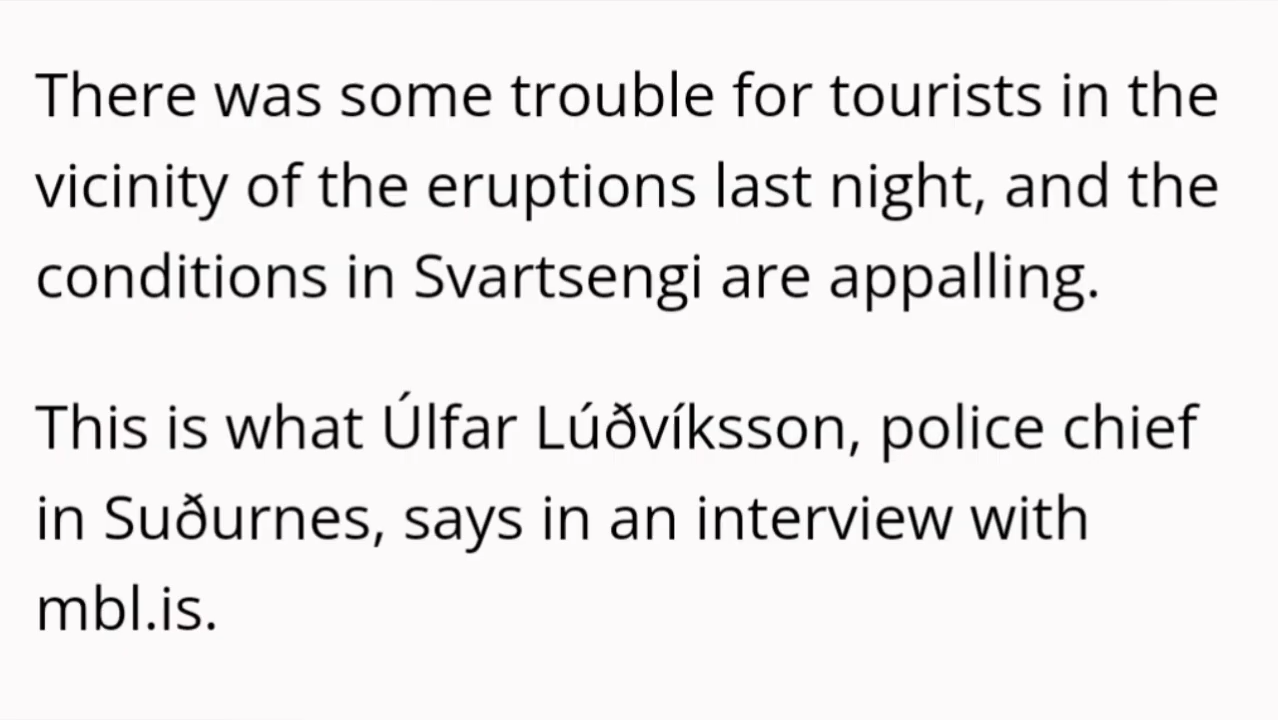 There was some trouble for tourists in the
vicinity of the eruptions last night, and the
conditions in Svartsengi are appalling.
This is what Úlfar Lúðvíksson, police chief
in Suðurnes, says in an interview with
mbl.is.